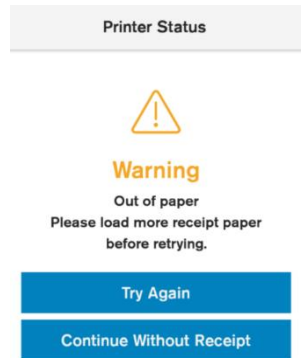 Printer Status
Warning
Out of paper
Please load more receipt paper
before retrying.
Try Again
Continue Without Receipt